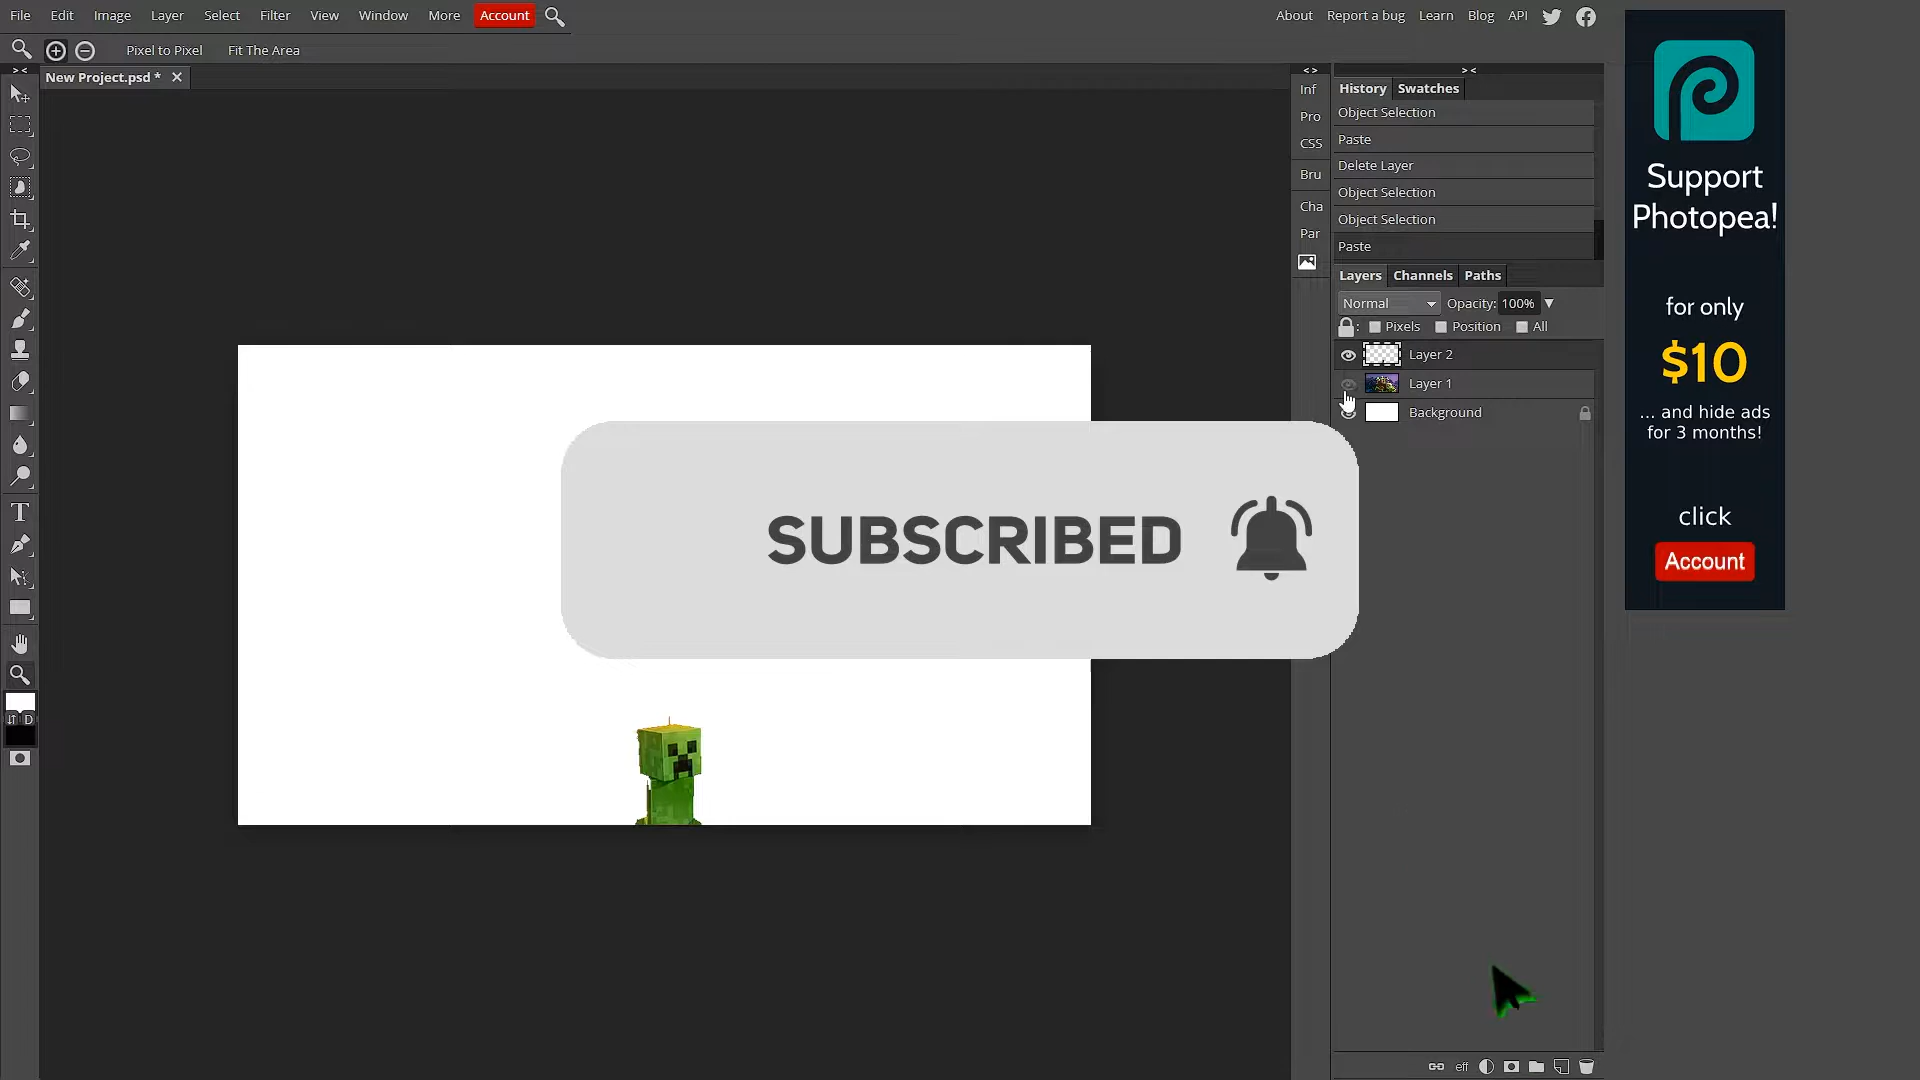 File Edit Image Layer Select Filter View Window More Account
About Report a bug Learn Blog API
Pixel to Pixel Fit The Area
> <
New Project.psd * ✕
< >
> <
Inf
Pro
CSS
Bru
Cha
Par
History Swatches
Object Selection
Paste
Delete Layer
Object Selection
Object Selection
Paste
Layers Channels Paths
Normal Opacity: 100%
: Pixels Position All
Layer 2
Layer 1
Background
SUBSCRIBED
T
D
eff
Support
Photopea!
for only
$10
... and hide ads
for 3 months!
click
Account